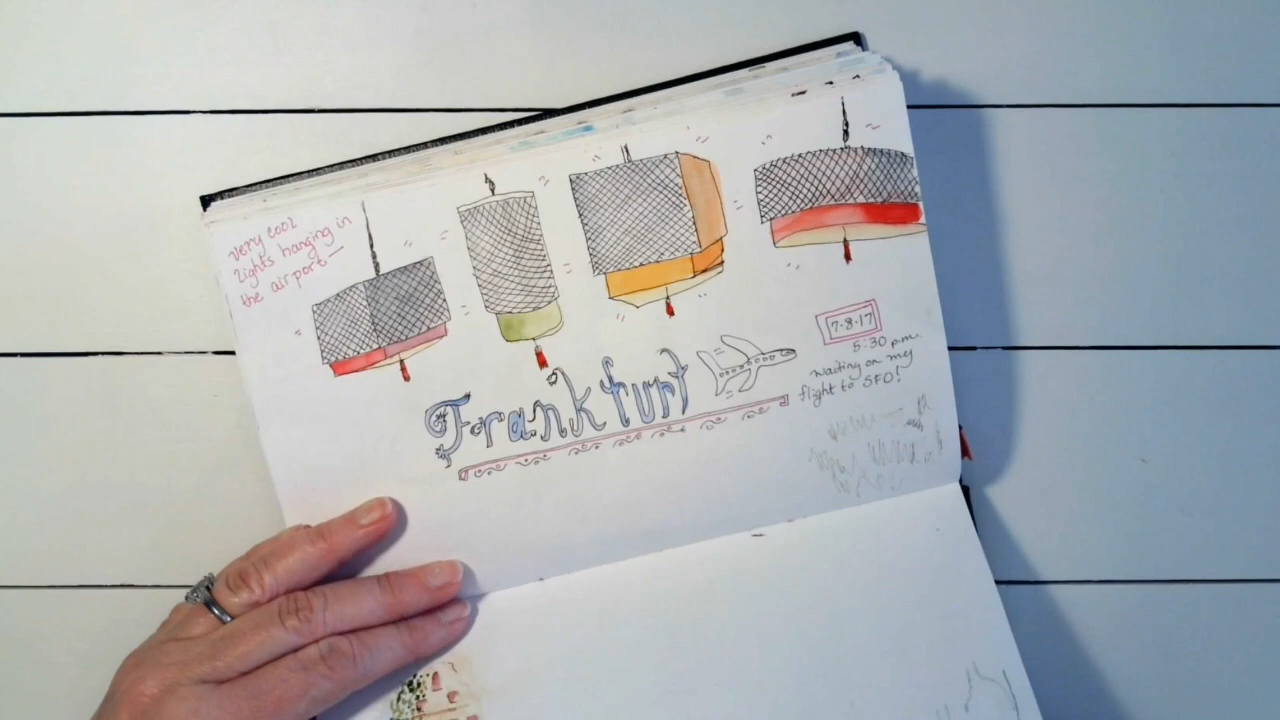 very cool
lights hanging in
the airport—
Frankfurt
7.8.17
5:30 p.m.
waiting on my
flight to SFO!